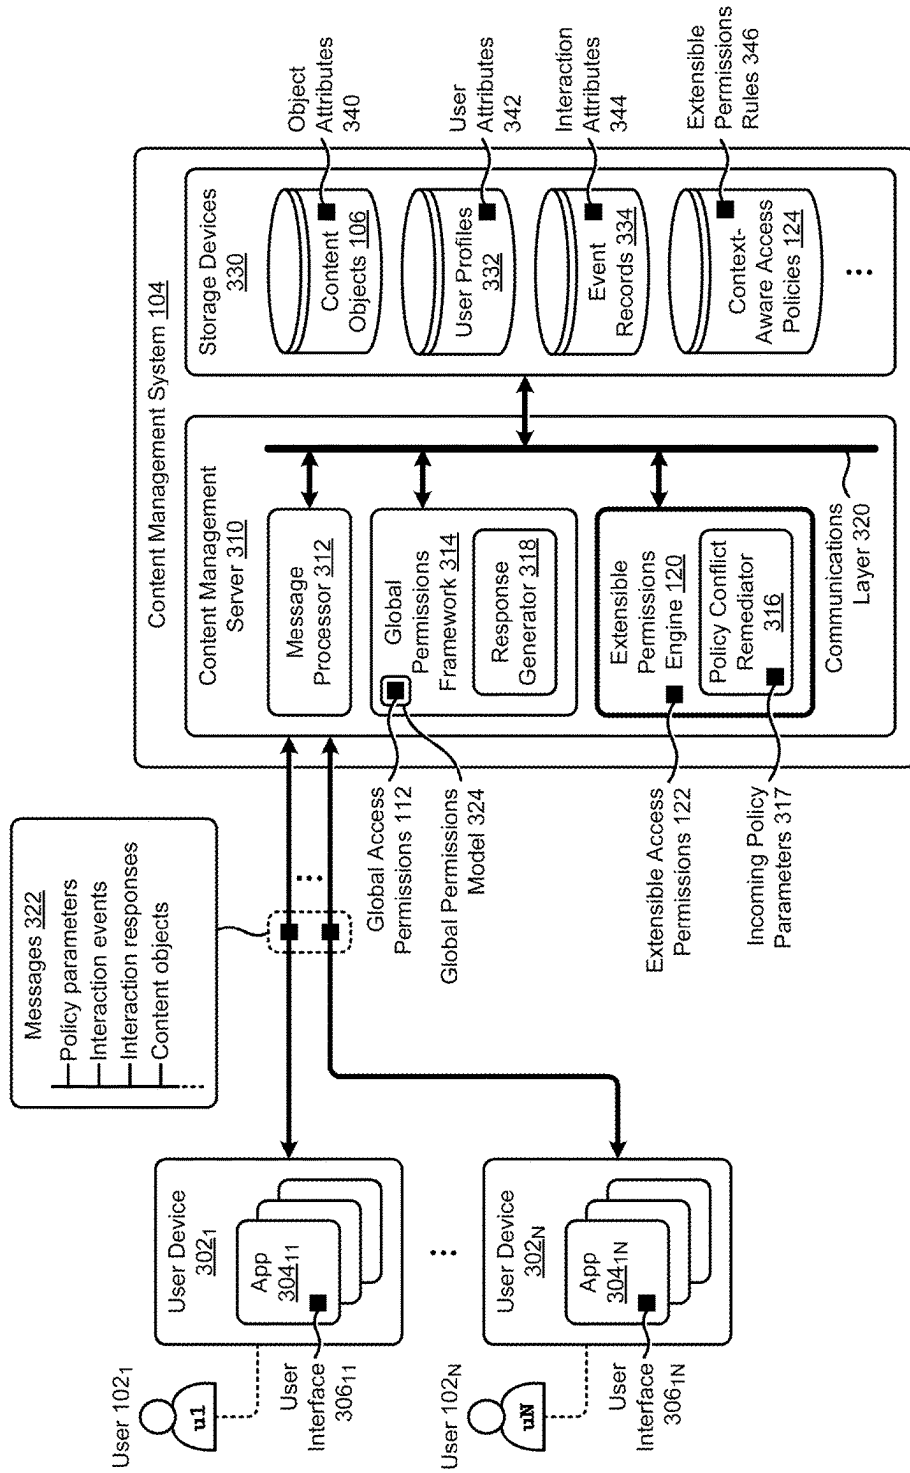 Messages 322
Policy parameters
Interaction events
Interaction responses
Content objects
User 102₁
u1
User Device
302₁
App
304₁₁
User
Interface
306₁₁
User 102N
uN
User Device
302N
App
304₁N
User
Interface
306₁N
Content Management System 104
Content Management
Server 310
Message
Processor 312
Global
Permissions
Framework 314
Response
Generator 318
Extensible
Permissions
Engine 120
Policy Conflict
Remediator
316
Global Access
Permissions 112
Global Permissions
Model 324
Extensible Access
Permissions 122
Incoming Policy
Parameters 317
Communications
Layer 320
Storage Devices
330
Content
Objects 106
User Profiles
332
Event
Records 334
Context-
Aware Access
Policies 124
Object
Attributes
340
User
Attributes
342
Interaction
Attributes
344
Extensible
Permissions
Rules 346